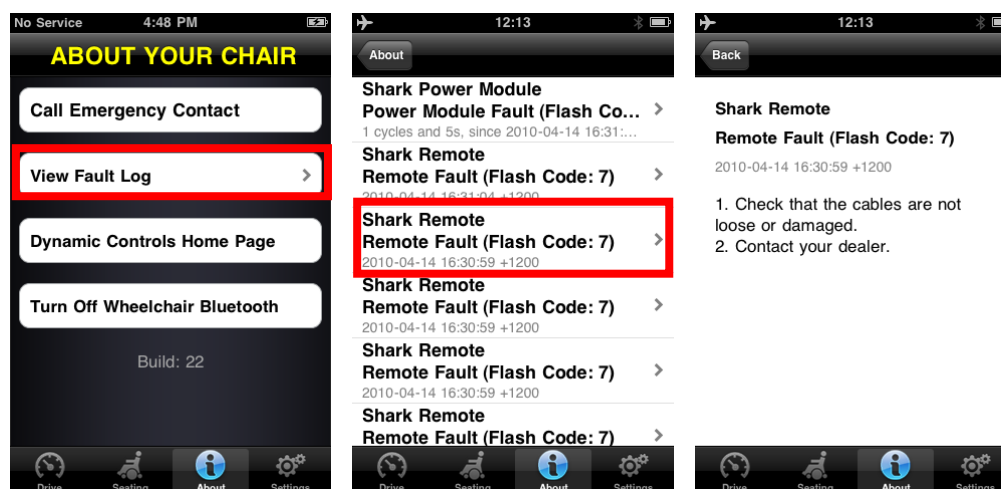 No Service 4:48 PM
ABOUT YOUR CHAIR
Call Emergency Contact
View Fault Log
Dynamic Controls Home Page
Turn Off Wheelchair Bluetooth
Build: 22
Drive Seating About Settings
12:13
About
Shark Power Module
Power Module Fault (Flash Co...
1 cycles and 5s, since 2010-04-14 16:31:...
Shark Remote
Remote Fault (Flash Code: 7)
2010-04-14 16:31:04 +1200
Shark Remote
Remote Fault (Flash Code: 7)
2010-04-14 16:30:59 +1200
Shark Remote
Remote Fault (Flash Code: 7)
2010-04-14 16:30:59 +1200
Shark Remote
Remote Fault (Flash Code: 7)
2010-04-14 16:30:59 +1200
Shark Remote
Remote Fault (Flash Code: 7)
Drive Seating About Settings
12:13
Back
Shark Remote
Remote Fault (Flash Code: 7)
2010-04-14 16:30:59 +1200
1. Check that the cables are not
loose or damaged.
2. Contact your dealer.
Drive Seating About Settings